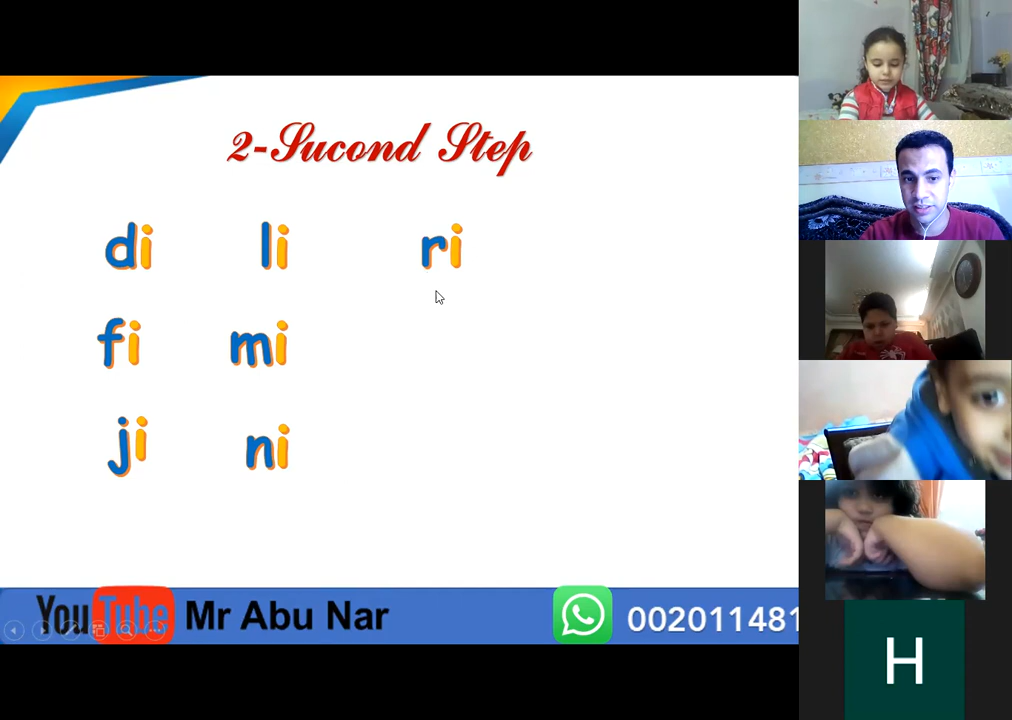 2-Sucond Step
di li ri
fi mi
ji ni
YouTube Mr Abu Nar 002011481
H